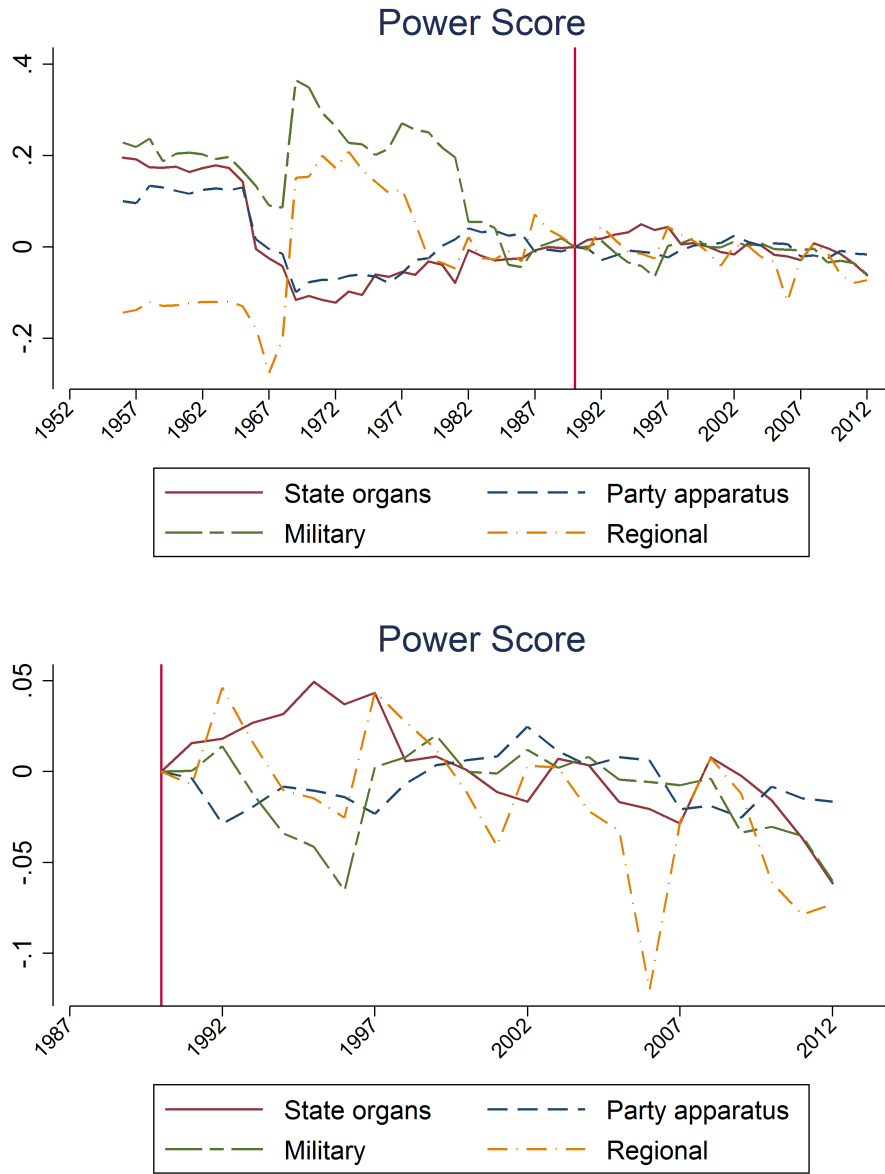 Power Score
.4
.2
0
-.2
1952 1957 1962 1967 1972 1977 1982 1987 1992 1997 2002 2007 2012
State organs Party apparatus
Military Regional
Power Score
.05
0
-.05
-.1
1987 1992 1997 2002 2007 2012
State organs Party apparatus
Military Regional